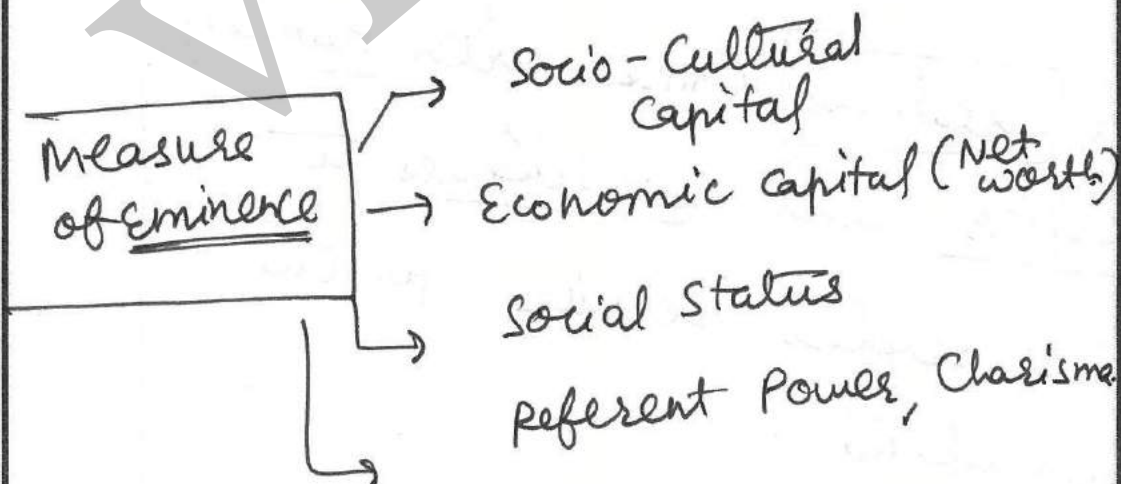 Socio-Cultural
Capital
Measure
of Eminence
Economic Capital (Net
worth)
Social Status
Referent Power, Charisma